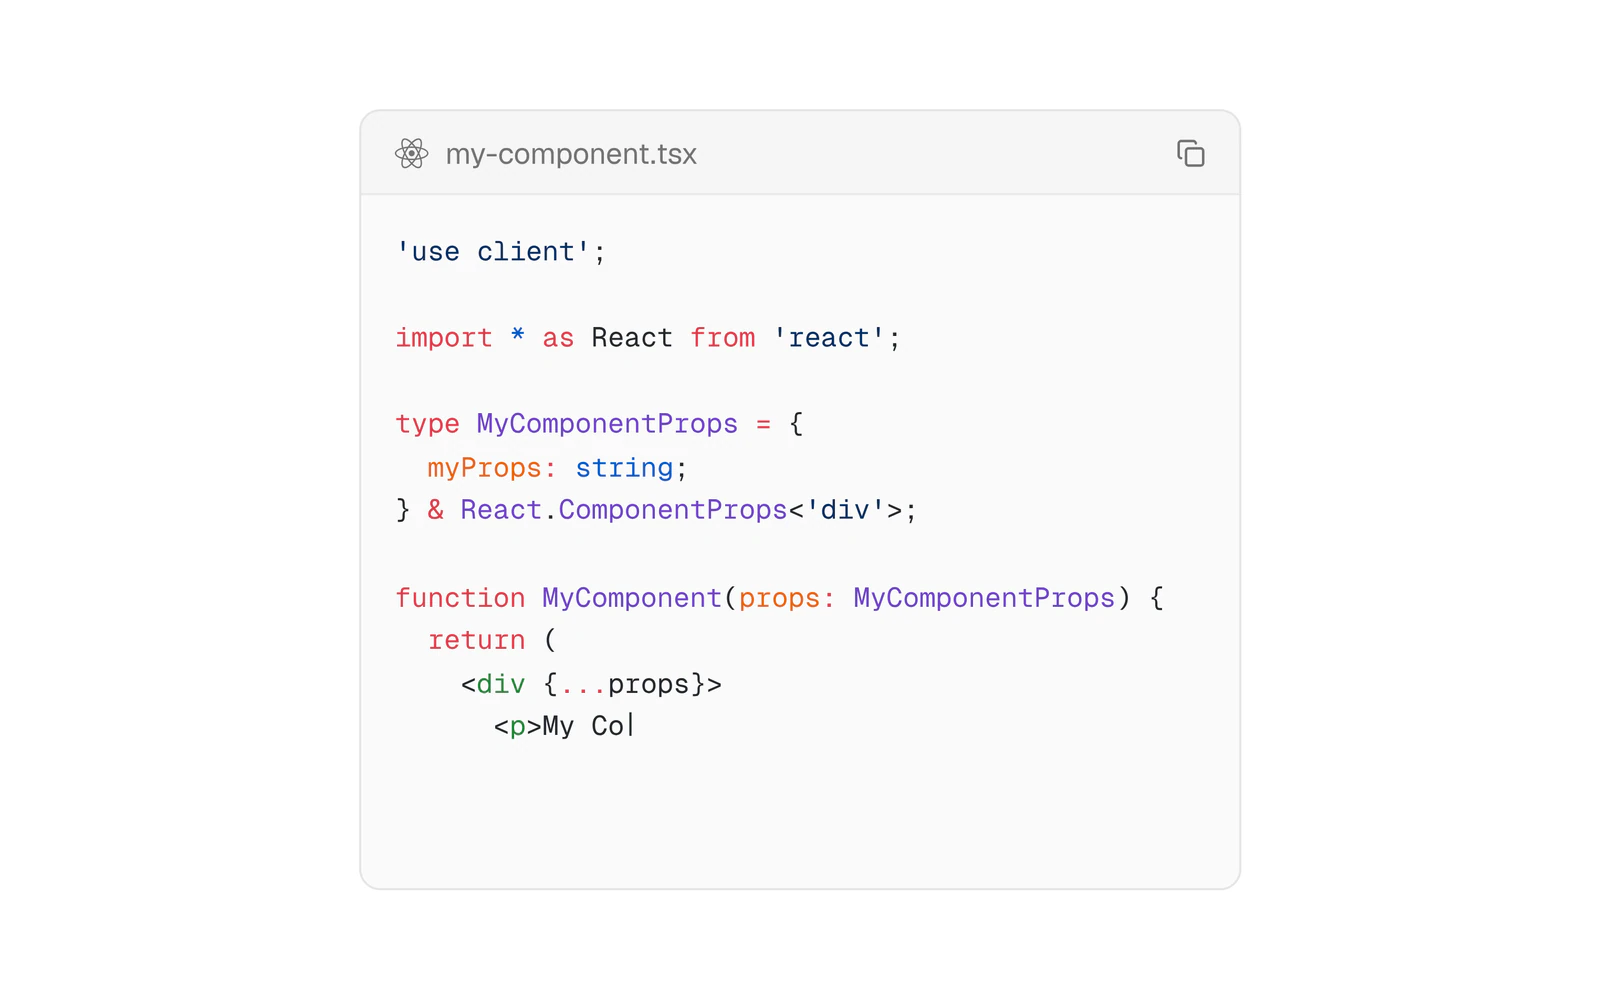 my-component.tsx
'use client';
import * as React from 'react';
type MyComponentProps = {
  myProps: string;
} & React.ComponentProps<'div'>;
function MyComponent(props: MyComponentProps) {
  return (
    <div {...props}>
      <p>My Co